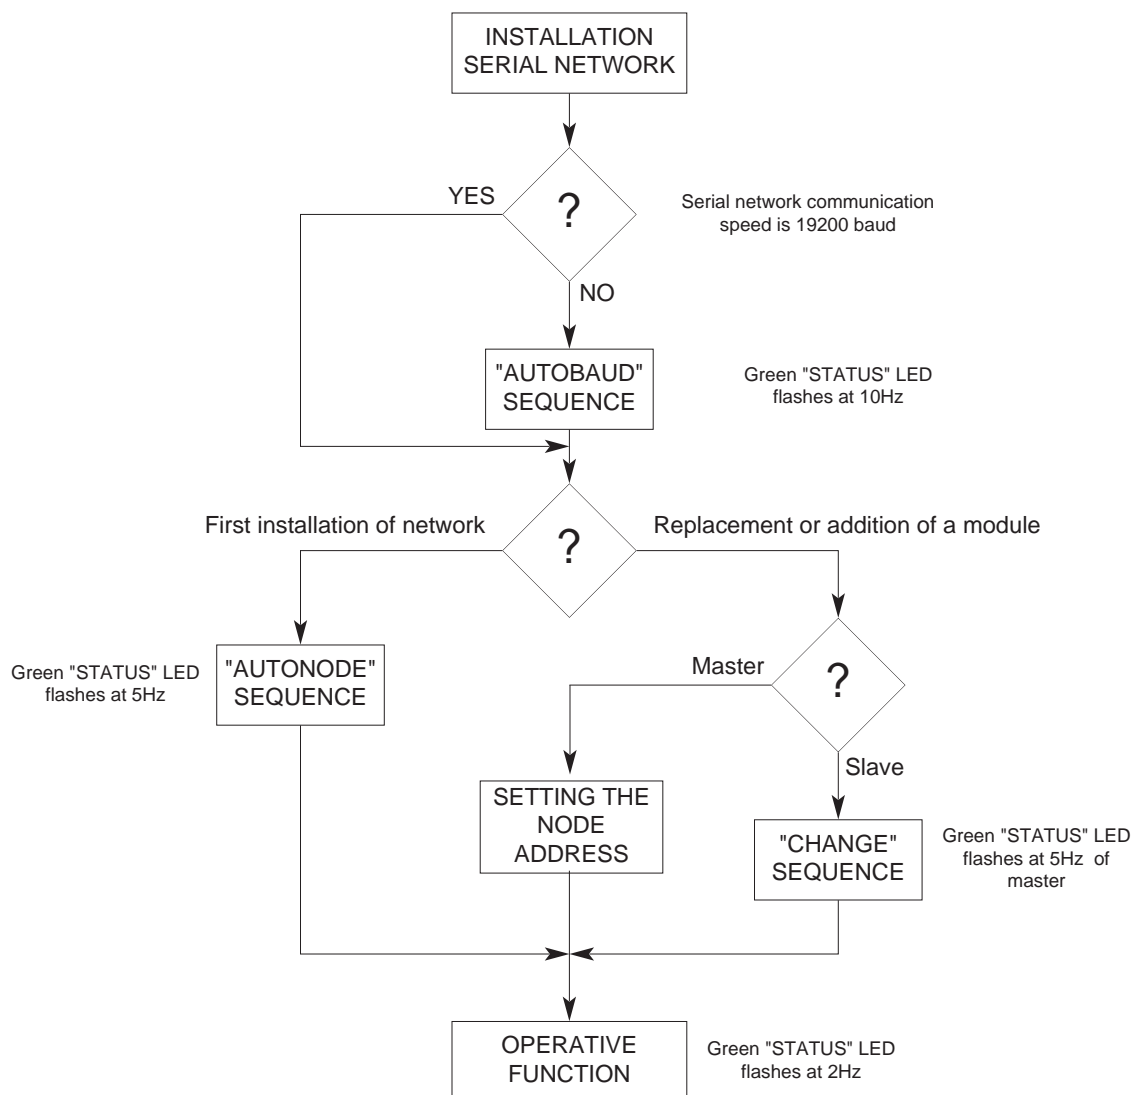 INSTALLATION
SERIAL NETWORK
YES
?
Serial network communication
speed is 19200 baud
NO
"AUTOBAUD"
SEQUENCE
Green "STATUS" LED
flashes at 10Hz
First installation of network
?
Replacement or addition of a module
Green "STATUS" LED
flashes at 5Hz
"AUTONODE"
SEQUENCE
Master
?
Slave
SETTING THE
NODE
ADDRESS
"CHANGE"
SEQUENCE
Green "STATUS" LED
flashes at 5Hz of
master
OPERATIVE
FUNCTION
Green "STATUS" LED
flashes at 2Hz